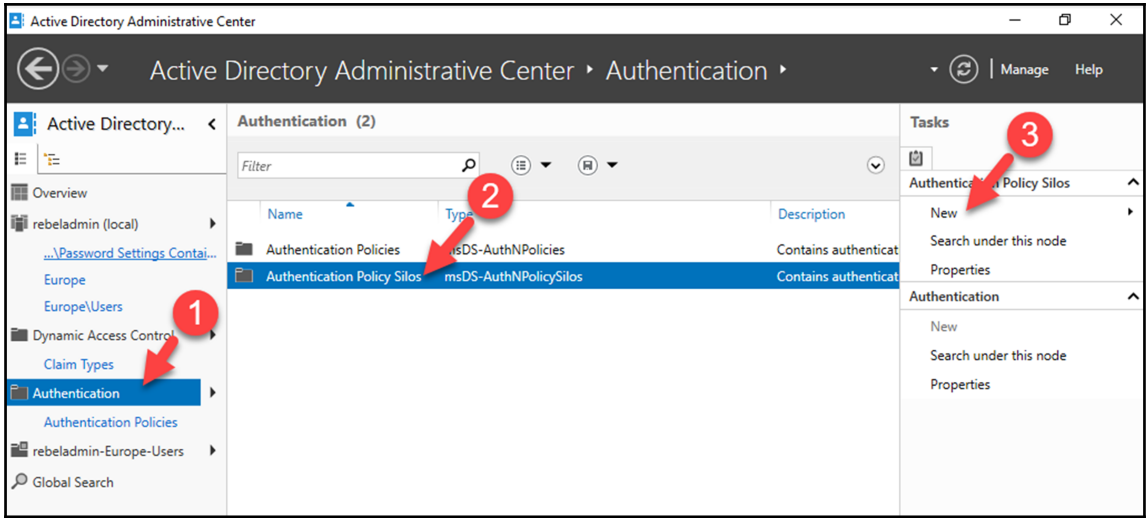 Active Directory Administrative Center
Active Directory Administrative Center • Authentication •
Manage Help
Active Directory...
Overview
rebeladmin (local)
...\Password Settings Contai...
Europe
Europe\Users
Dynamic Access Control
Claim Types
Authentication
Authentication Policies
rebeladmin-Europe-Users
Global Search
1
Authentication (2)
Filter
2
Name Type Description
Authentication Policies msDS-AuthNPolicies Contains authenticat
Authentication Policy Silos msDS-AuthNPolicySilos Contains authenticat
Tasks
3
Authentication Policy Silos
New
Search under this node
Properties
Authentication
New
Search under this node
Properties